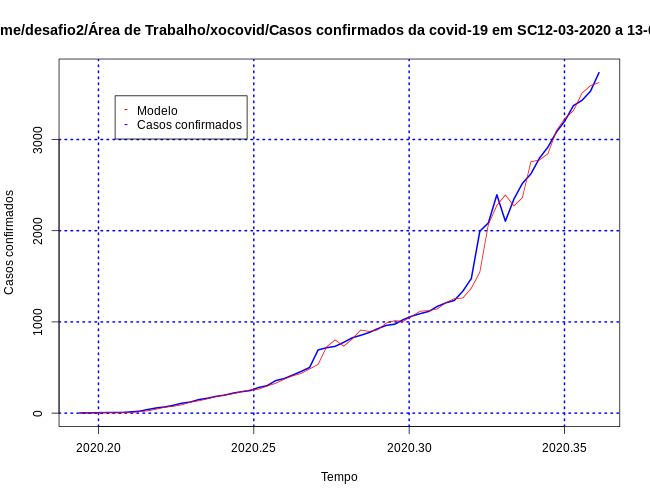 me/desafio2/Área de Trabalho/xocovid/Casos confirmados da covid-19 em SC12-03-2020 a 13-0
Modelo
Casos confirmados
Casos confirmados
0
1000
2000
3000
2020.20
2020.25
2020.30
2020.35
Tempo